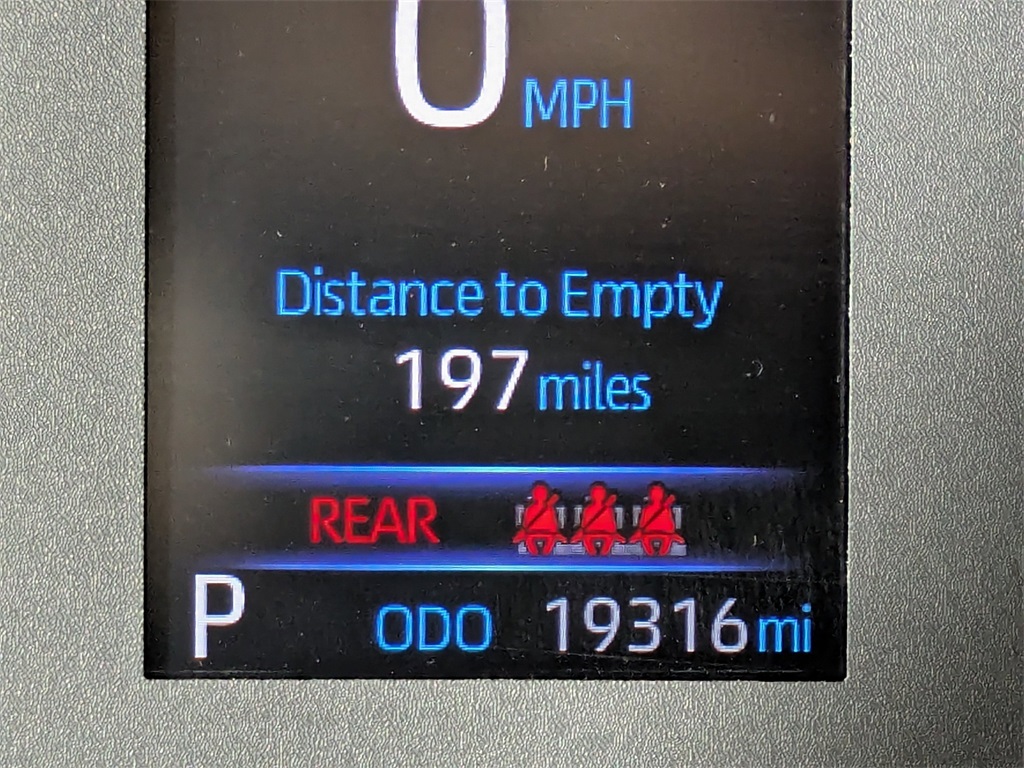 0 MPH
Distance to Empty
197 miles
REAR
P ODO 19316 mi